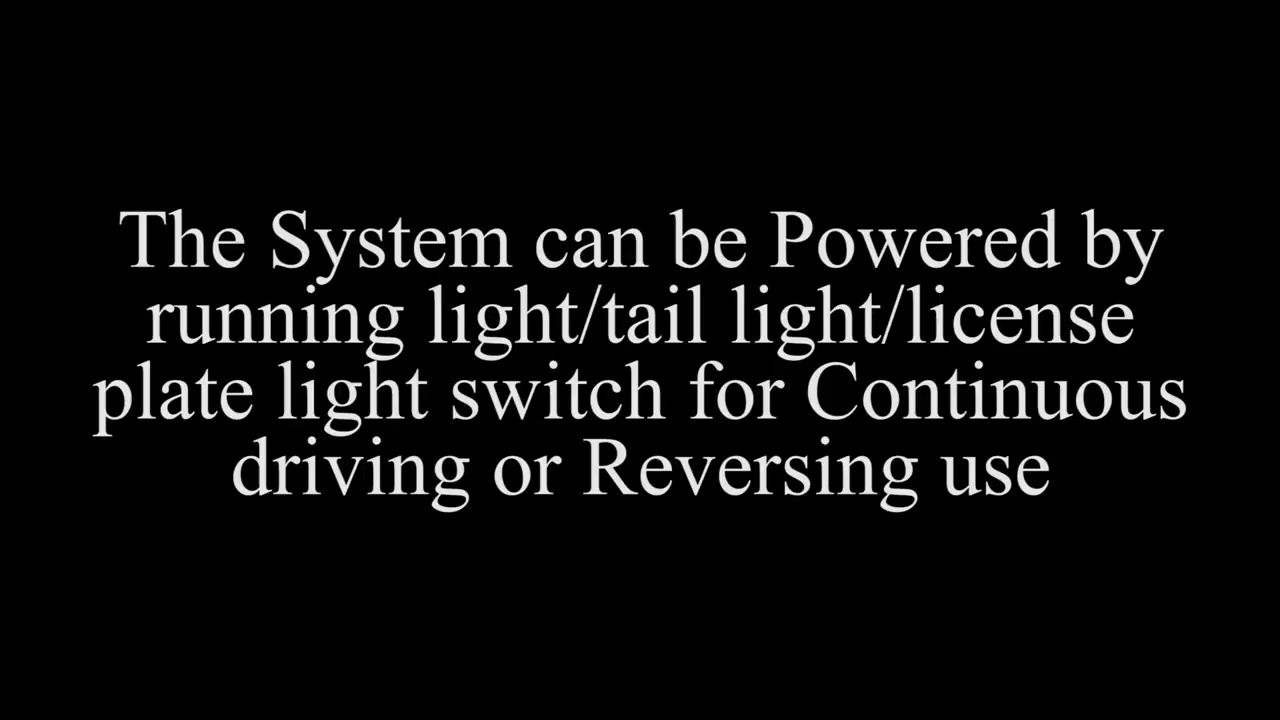 The System can be Powered by
running light/tail light/license
plate light switch for Continuous
driving or Reversing use